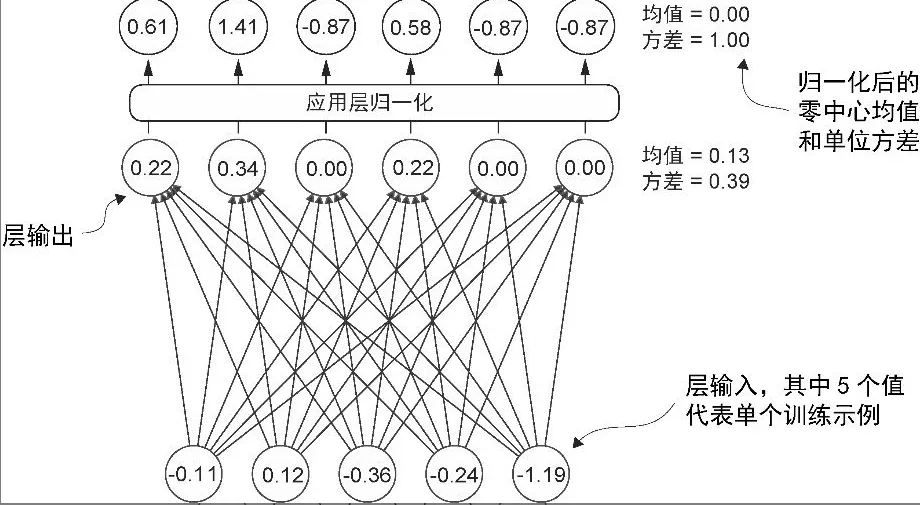 0.61 1.41 -0.87 0.58 -0.87 -0.87
均值 = 0.00
方差 = 1.00
归一化后的
零中心均值
和单位方差
应用层归一化
0.22 0.34 0.00 0.22 0.00 0.00
均值 = 0.13
方差 = 0.39
层输出
层输入，其中 5 个值
代表单个训练示例
-0.11 0.12 -0.36 -0.24 -1.19